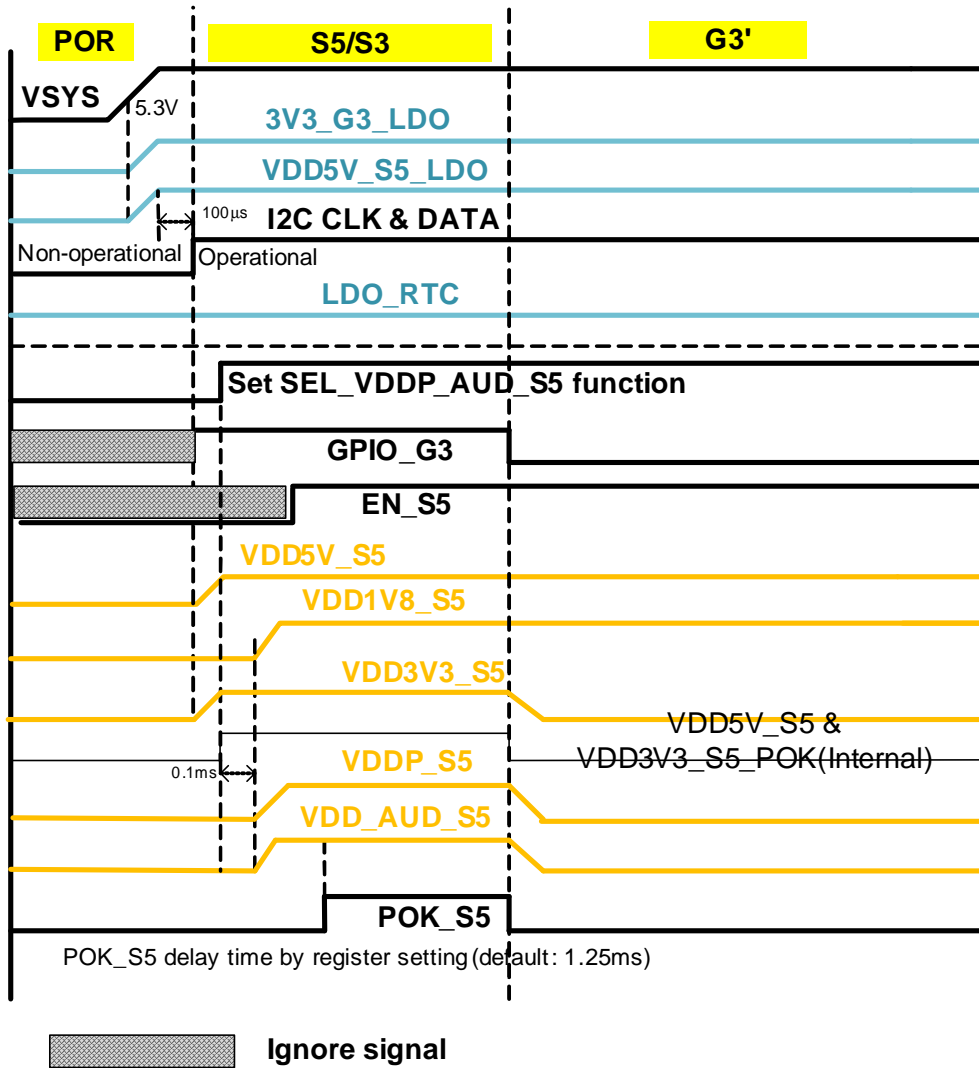 POR
S5/S3
G3'
VSYS
5.3V
3V3_G3_LDO
VDD5V_S5_LDO
100µs
I2C CLK & DATA
Non-operational
Operational
LDO_RTC
Set SEL_VDDP_AUD_S5 function
GPIO_G3
EN_S5
VDD5V_S5
VDD1V8_S5
VDD3V3_S5
VDD5V_S5 &
VDD3V3_S5_POK(Internal)
0.1ms
VDDP_S5
VDD_AUD_S5
POK_S5
POK_S5 delay time by register setting (default: 1.25ms)
Ignore signal